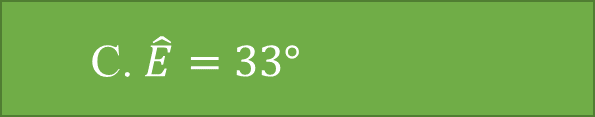 C. Ê = 33°